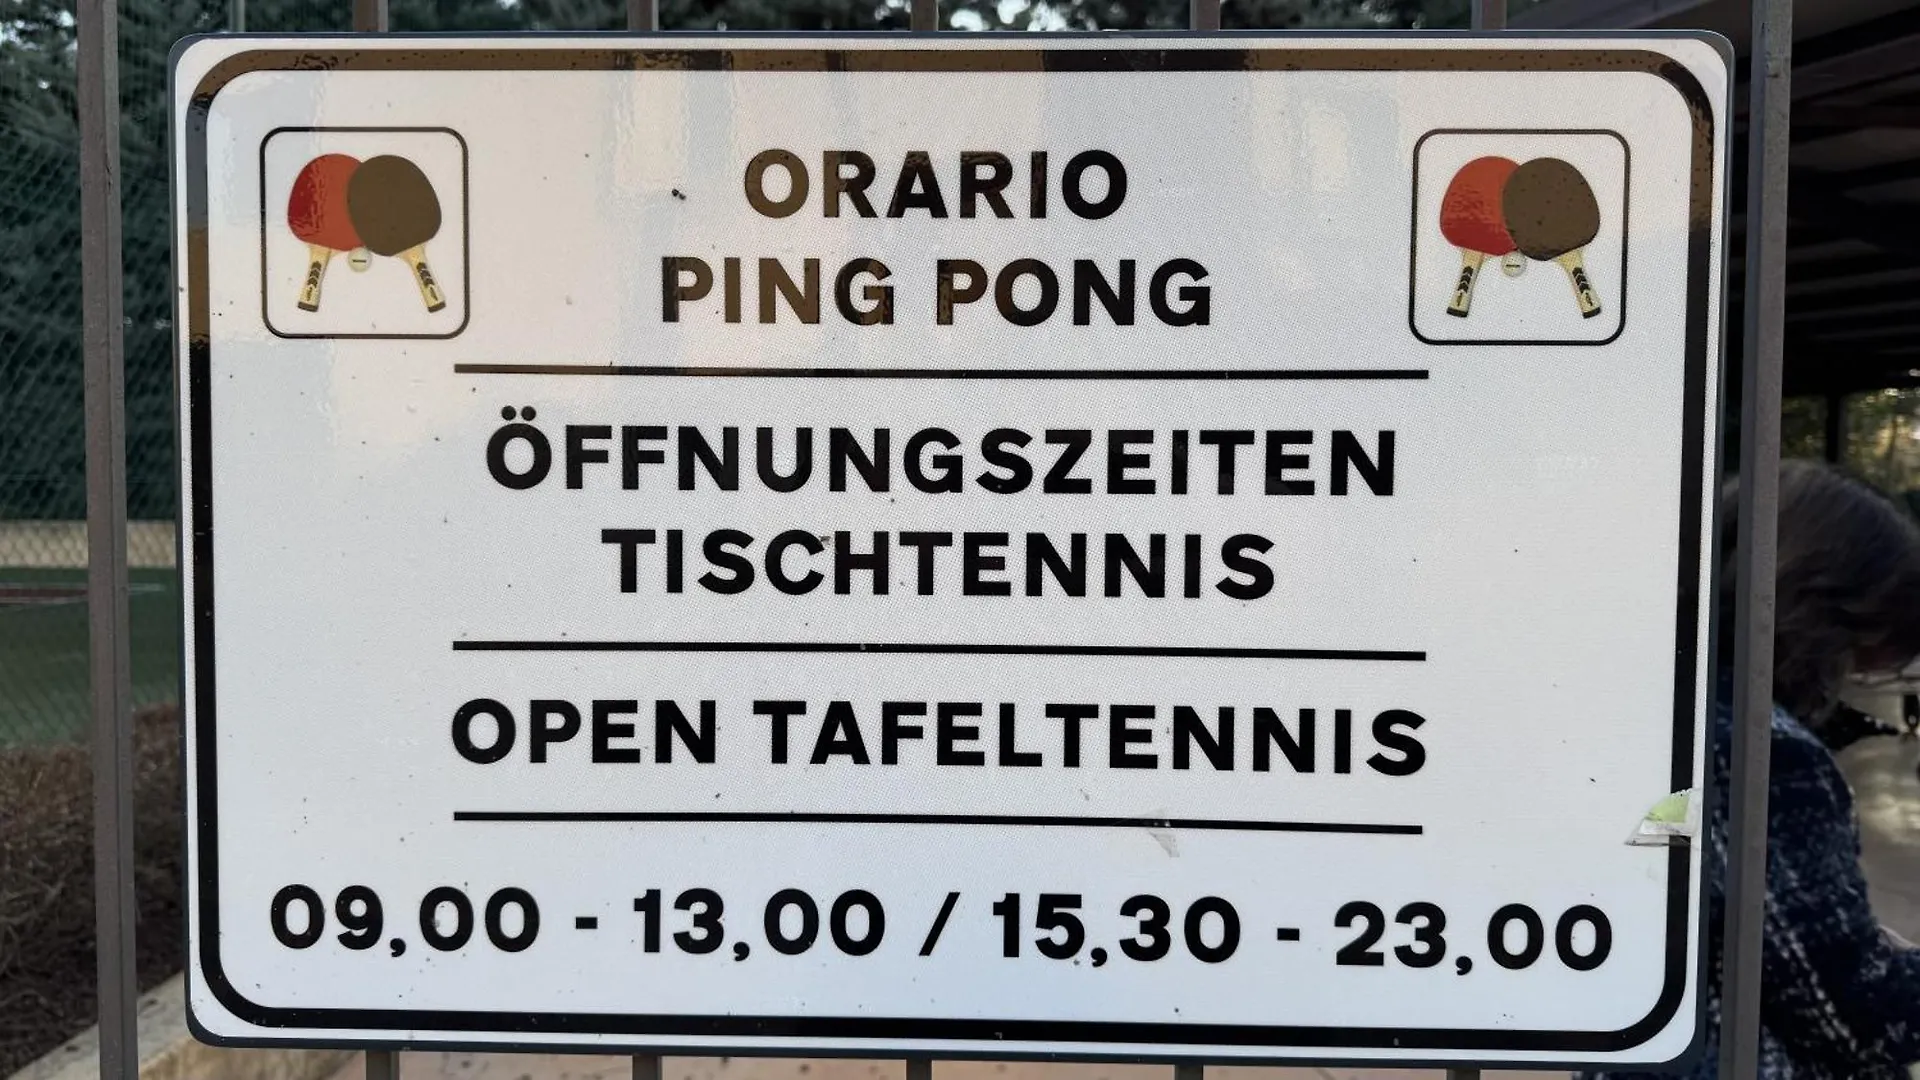 ORARIO
PING PONG
ÖFFNUNGSZEITEN
TISCHTENNIS
OPEN TAFELTENNIS
09,00 - 13,00 / 15,30 - 23,00